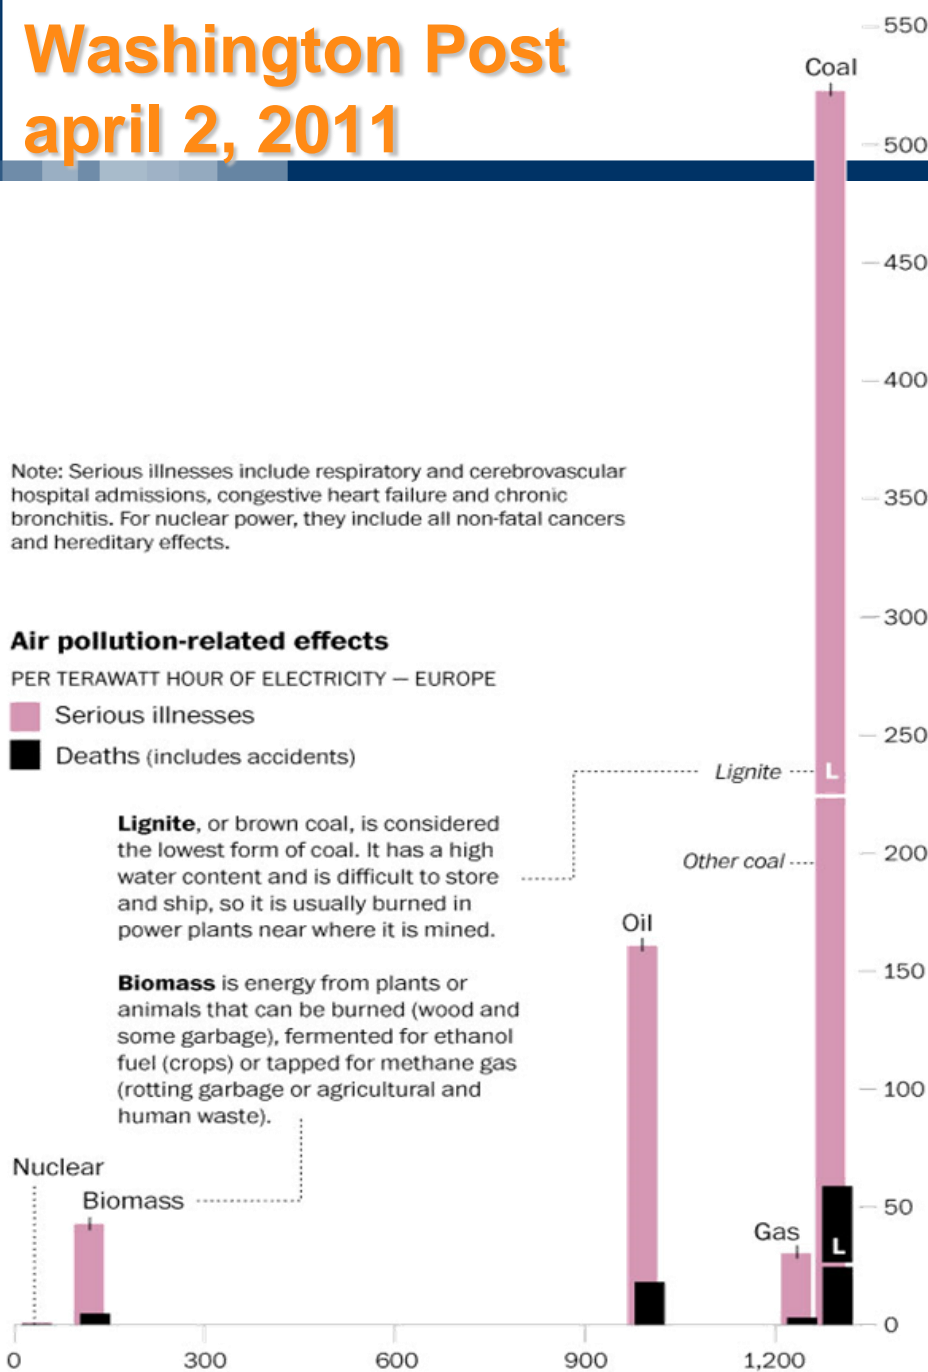 Washington Post
april 2, 2011
550
Coal
500
450
400
Note: Serious illnesses include respiratory and cerebrovascular
hospital admissions, congestive heart failure and chronic
bronchitis. For nuclear power, they include all non-fatal cancers
and hereditary effects.
350
300
Air pollution-related effects
PER TERAWATT HOUR OF ELECTRICITY — EUROPE
Serious illnesses
Deaths (includes accidents)
250
Lignite
L
Lignite, or brown coal, is considered
the lowest form of coal. It has a high
water content and is difficult to store
and ship, so it is usually burned in
power plants near where it is mined.
Other coal
200
Oil
150
Biomass is energy from plants or
animals that can be burned (wood and
some garbage), fermented for ethanol
fuel (crops) or tapped for methane gas
(rotting garbage or agricultural and
human waste).
100
Nuclear
Biomass
50
Gas
L
0
0 300 600 900 1,200